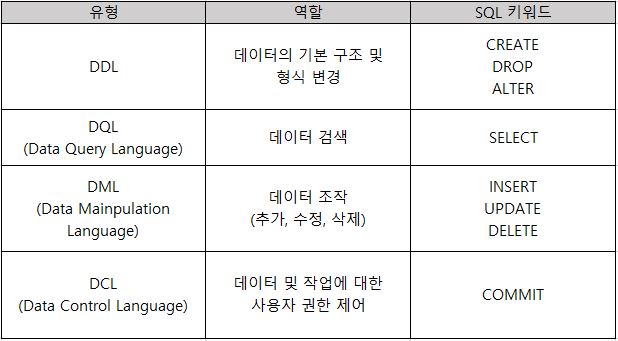 유형 역할 SQL 키워드
DDL
데이터의 기본 구조 및
형식 변경
CREATE
DROP
ALTER
DQL
(Data Query Language)
데이터 검색
SELECT
DML
(Data Mainpulation
Language)
데이터 조작
(추가, 수정, 삭제)
INSERT
UPDATE
DELETE
DCL
(Data Control Language)
데이터 및 작업에 대한
사용자 권한 제어
COMMIT